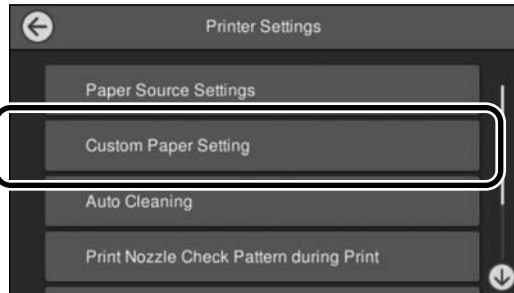 Printer Settings
Paper Source Settings
Custom Paper Setting
Auto Cleaning
Print Nozzle Check Pattern during Print